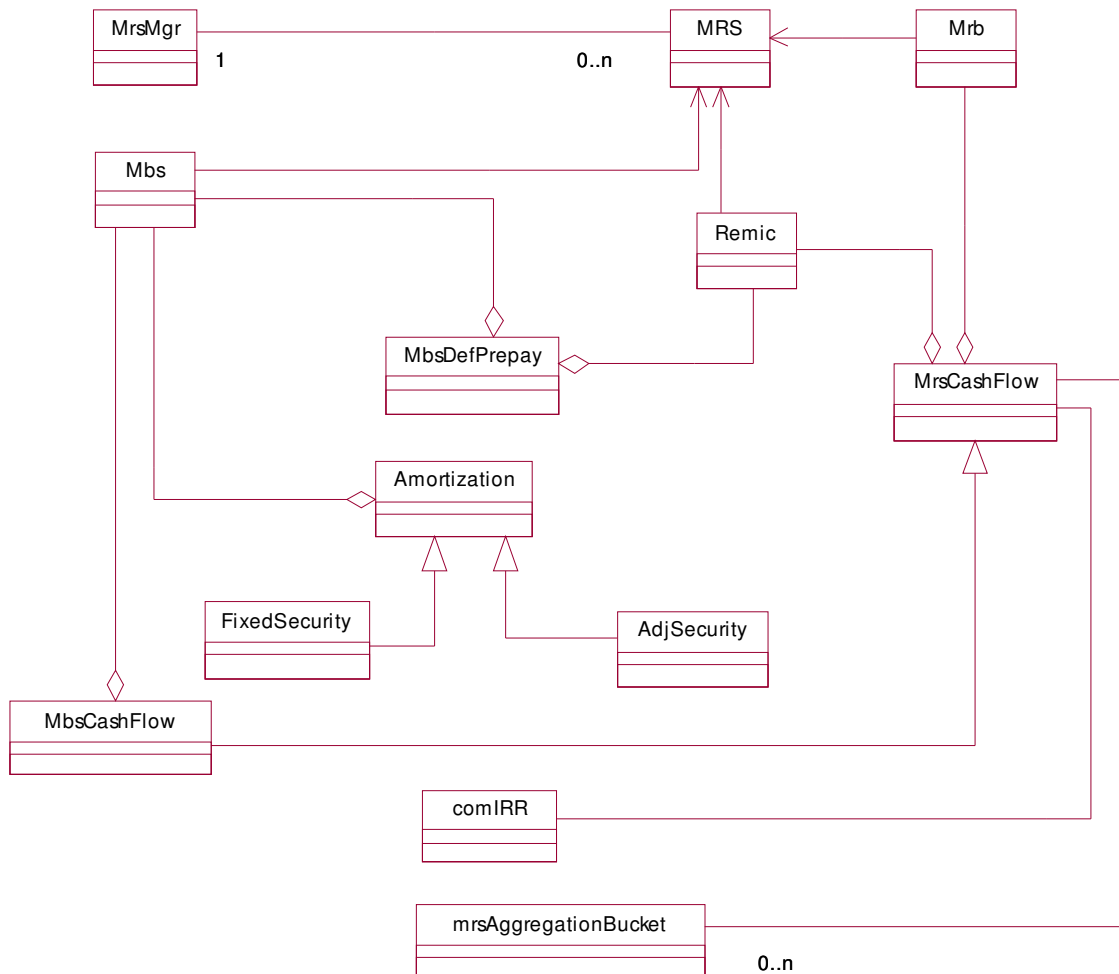 MrsMgr
MRS
Mrb
1
0..n
Mbs
Remic
MbsDefPrepay
MrsCashFlow
Amortization
FixedSecurity
AdjSecurity
MbsCashFlow
comIRR
mrsAggregationBucket
0..n